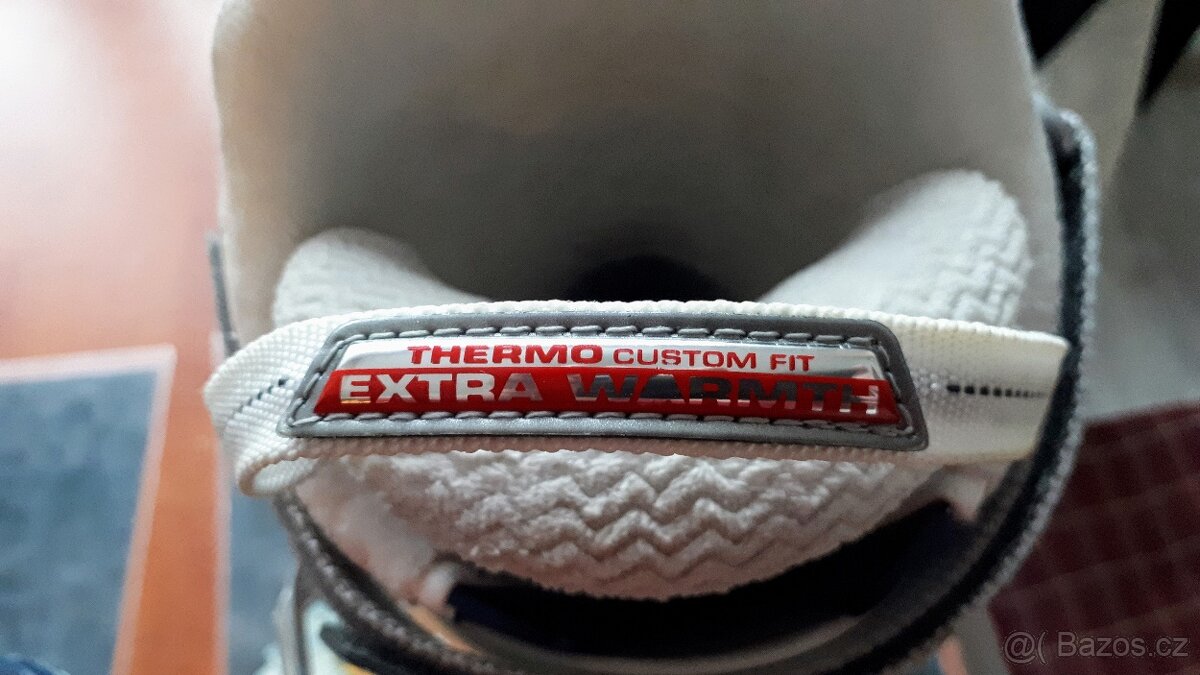 THERMO CUSTOM FIT
EXTRA WARMTH
@( Bazos.cz